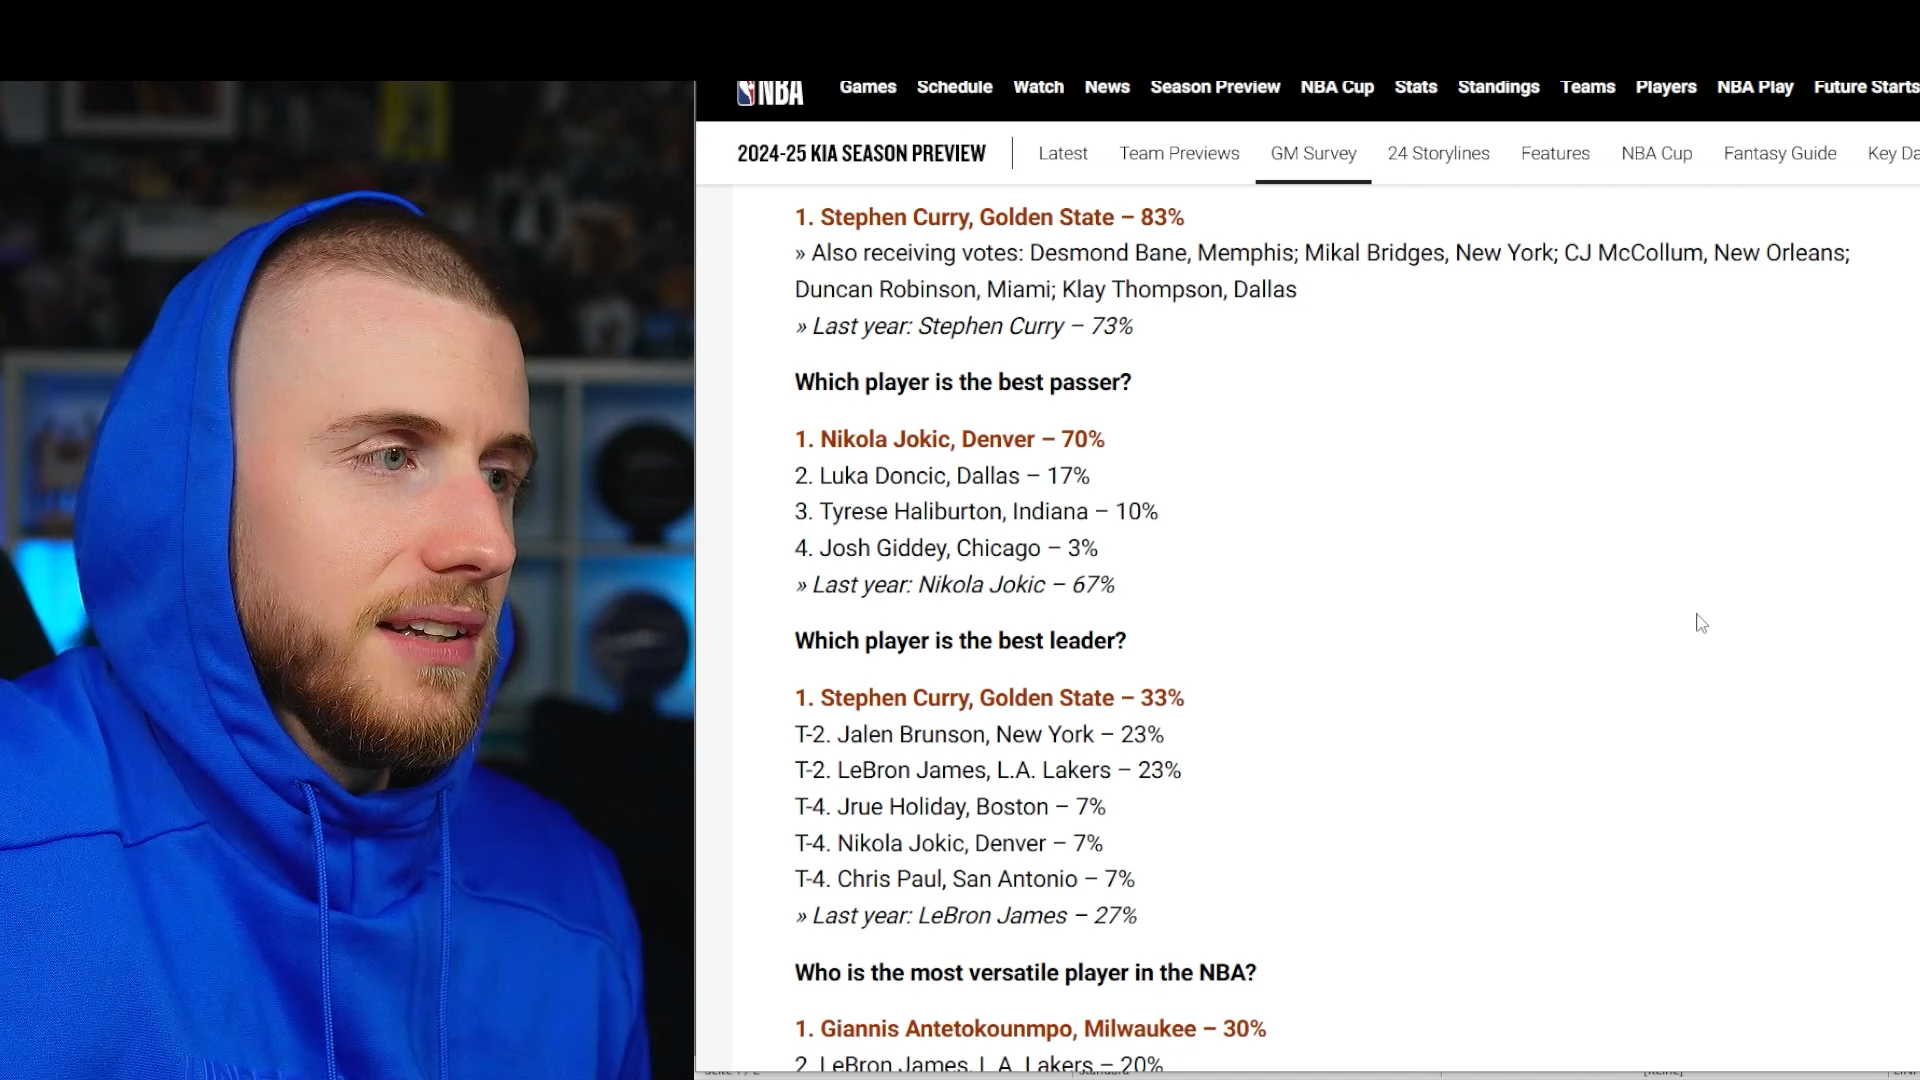 NBA Games Schedule Watch News Season Preview NBA Cup Stats Standings Teams Players NBA Play Future Starts
2024-25 KIA SEASON PREVIEW Latest Team Previews GM Survey 24 Storylines Features NBA Cup Fantasy Guide Key Da
1. Stephen Curry, Golden State – 83%
» Also receiving votes: Desmond Bane, Memphis; Mikal Bridges, New York; CJ McCollum, New Orleans;
Duncan Robinson, Miami; Klay Thompson, Dallas
» Last year: Stephen Curry – 73%
Which player is the best passer?
1. Nikola Jokic, Denver – 70%
2. Luka Doncic, Dallas – 17%
3. Tyrese Haliburton, Indiana – 10%
4. Josh Giddey, Chicago – 3%
» Last year: Nikola Jokic – 67%
Which player is the best leader?
1. Stephen Curry, Golden State – 33%
T-2. Jalen Brunson, New York – 23%
T-2. LeBron James, L.A. Lakers – 23%
T-4. Jrue Holiday, Boston – 7%
T-4. Nikola Jokic, Denver – 7%
T-4. Chris Paul, San Antonio – 7%
» Last year: LeBron James – 27%
Who is the most versatile player in the NBA?
1. Giannis Antetokounmpo, Milwaukee – 30%
2. LeBron James, L.A. Lakers – 20%